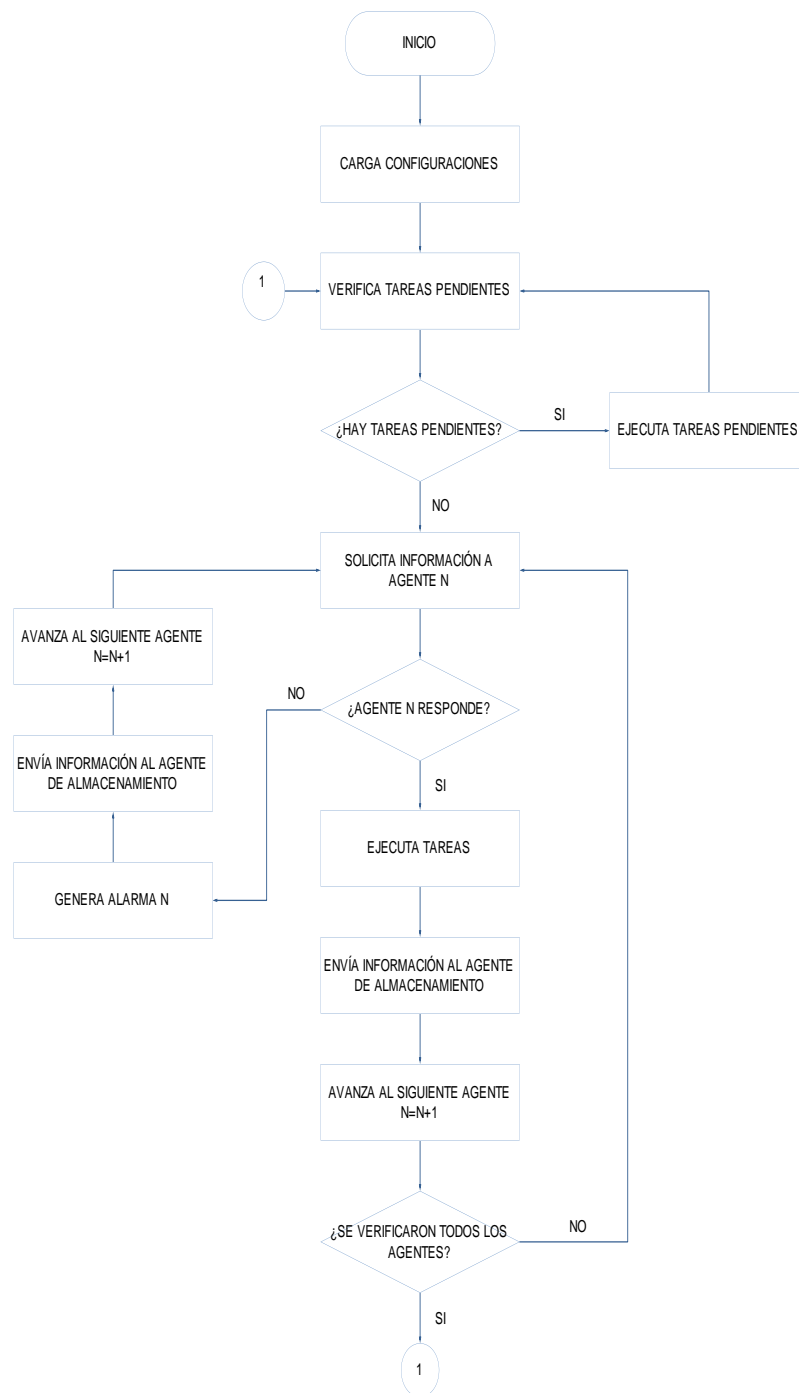 INICIO
CARGA CONFIGURACIONES
1
VERIFICA TAREAS PENDIENTES
¿HAY TAREAS PENDIENTES?
SI
EJECUTA TAREAS PENDIENTES
NO
SOLICITA INFORMACIÓN A
AGENTE N
AVANZA AL SIGUIENTE AGENTE
N=N+1
NO
¿AGENTE N RESPONDE?
ENVÍA INFORMACIÓN AL AGENTE
DE ALMACENAMIENTO
SI
EJECUTA TAREAS
GENERA ALARMA N
ENVÍA INFORMACIÓN AL AGENTE
DE ALMACENAMIENTO
AVANZA AL SIGUIENTE AGENTE
N=N+1
¿SE VERIFICARON TODOS LOS
AGENTES?
NO
SI
1